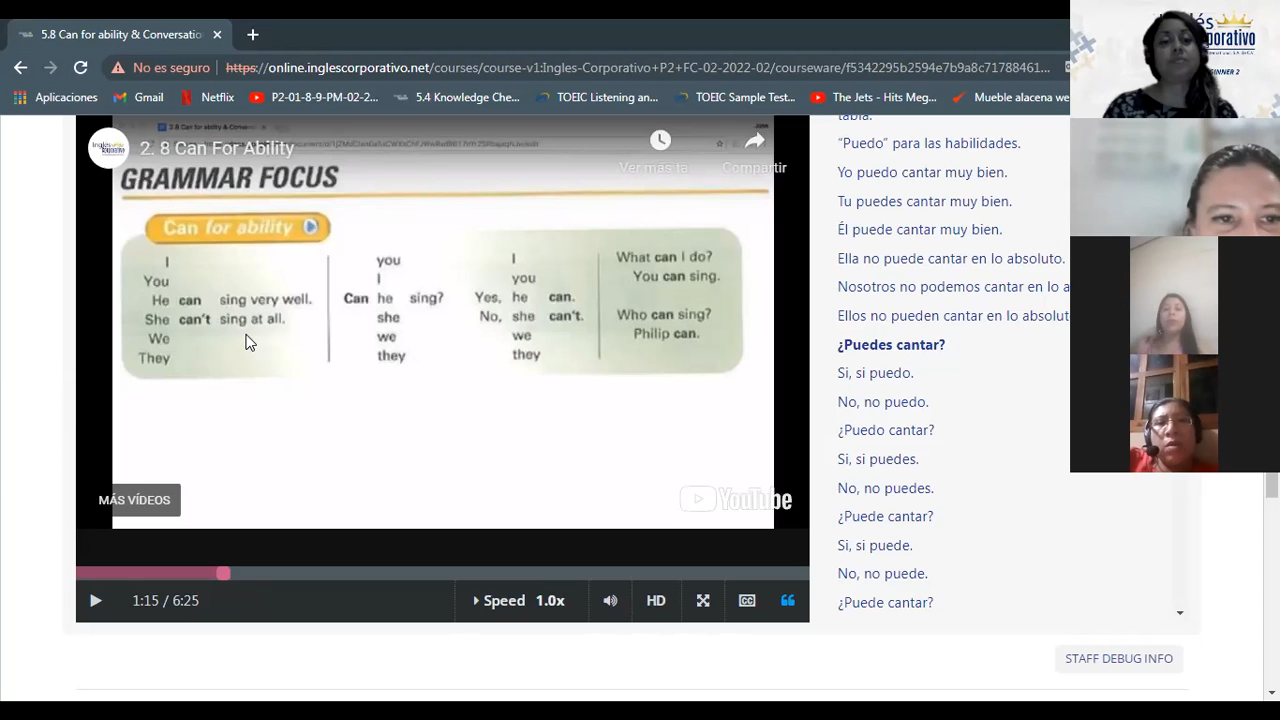 5.8 Can for ability & Conversatio
No es seguro
https://online.inglescorporativo.net/courses/course-v1:Ingles-Corporativo+P2+FC-02-2022-P
ware/f5342295b2594e7b9a8c71788461...
Aplicaciones
Gmail
Netflix
P2-01-8-9-PM-02-2...
5.4 Knowledge Che...
TOEIC Listening an...
TOEIC Sample Test...
The Jets - Hits Meg...
Mueble alacena we
2. 8 Can For Ability
Ver más ta
Compartir
GRAMMAR FOCUS
Can for ability
I
You
He can sing very well.
She can't sing at all.
We
They
you
I
Can he sing?
she
we
they
I
you
Yes, he can.
No, she can't.
we
they
What can I do?
You can sing.
Who can sing?
Philip can.
MÁS VÍDEOS
YouTube
1:15 / 6:25
Speed 1.0x
HD
tabla.
“Puedo” para las habilidades.
Yo puedo cantar muy bien.
Tu puedes cantar muy bien.
Él puede cantar muy bien.
Ella no puede cantar en lo absoluto.
Nosotros no podemos cantar en lo a
Ellos no pueden cantar en lo absolut
¿Puedes cantar?
Si, si puedo.
No, no puedo.
¿Puedo cantar?
Si, si puedes.
No, no puedes.
¿Puede cantar?
Si, si puede.
No, no puede.
¿Puede cantar?
STAFF DEBUG INFO